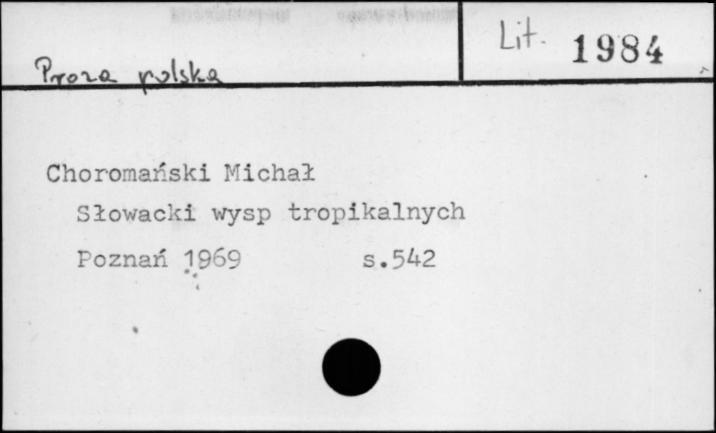 Lit. 1984
Proza polska
Choromański Michał
Słowacki wysp tropikalnych
Poznań 1969 s.542